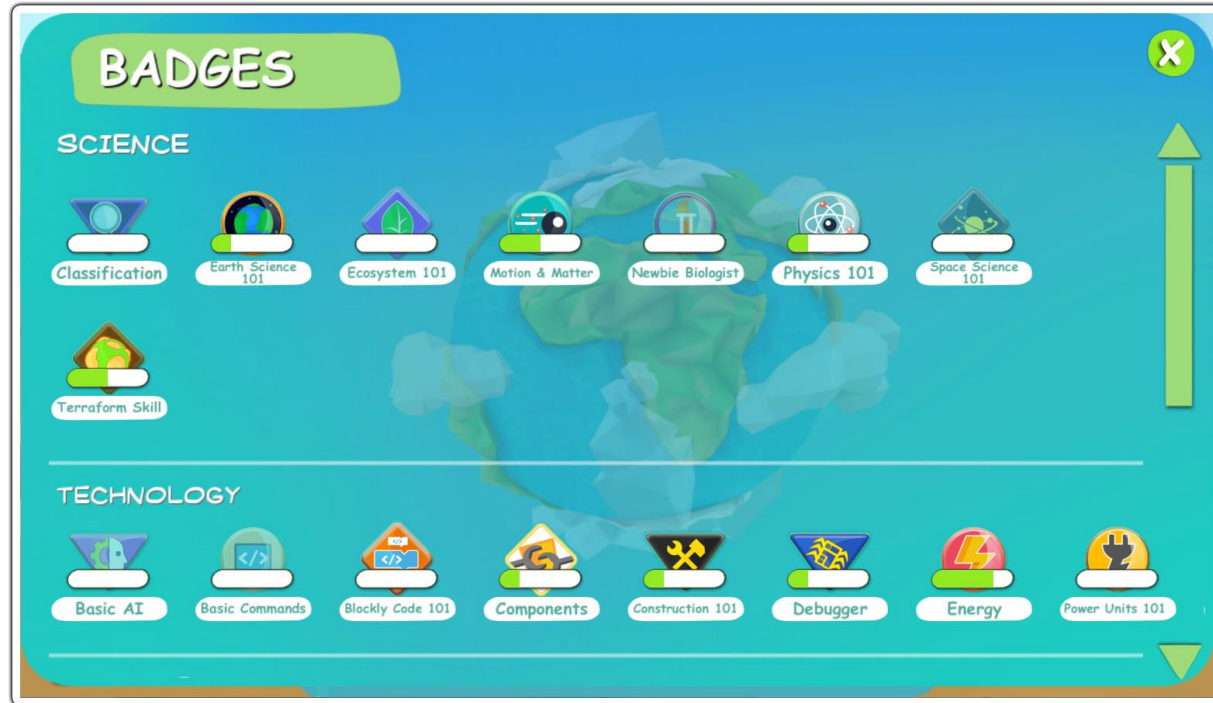 BADGES
X
SCIENCE
Classification
Earth Science
101
Ecosystem 101
Motion & Matter
Newbie Biologist
Physics 101
Space Science
101
Terraform Skill
TECHNOLOGY
</>
</>
</>
Basic AI
Basic Commands
Blockly Code 101
Components
Construction 101
Debugger
Energy
Power Units 101